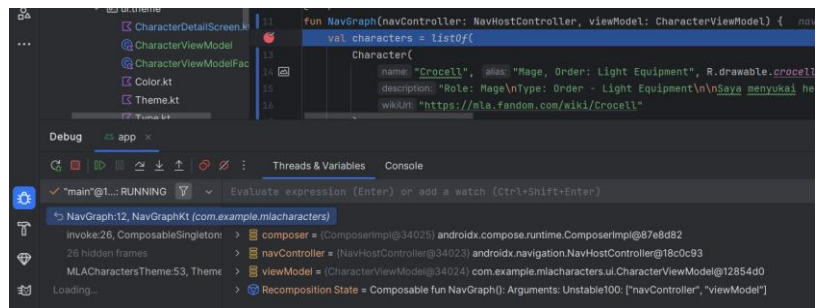 ui.theme
CharacterDetailScreen.k
CharacterViewModel
CharacterViewModelFac
Color.kt
Theme.kt
Type.kt
11 fun NavGraph(navController: NavHostController, viewModel: CharacterViewModel) {
val characters = listOf(
13 Character(
14 name: "Crocell", alias: "Mage, Order: Light Equipment", R.drawable.crocell
15 description: "Role: Mage\nType: Order - Light Equipment\n\nSaya menyukai he
16 wikiUrl: "https://mla.fandom.com/wiki/Crocell"
Debug app
Threads & Variables Console
"main"@1...: RUNNING Evaluate expression (Enter) or add a watch (Ctrl+Shift+Enter)
NavGraph:12, NavGraphKt (com.example.mlacharacters)
invoke:26, ComposableSingleton composer = {ComposerImpl@34025} androidx.compose.runtime.ComposerImpl@87e8d82
26 hidden frames navController = {NavHostController@34023} androidx.navigation.NavHostController@18c0c93
MLACharactersTheme:53, Theme viewModel = {CharacterViewModel@34024} com.example.mlacharacters.ui.CharacterViewModel@12854d0
Loading... Recomposition State = Composable fun NavGraph(): Arguments: Unstable100: ["navController", "viewModel"]